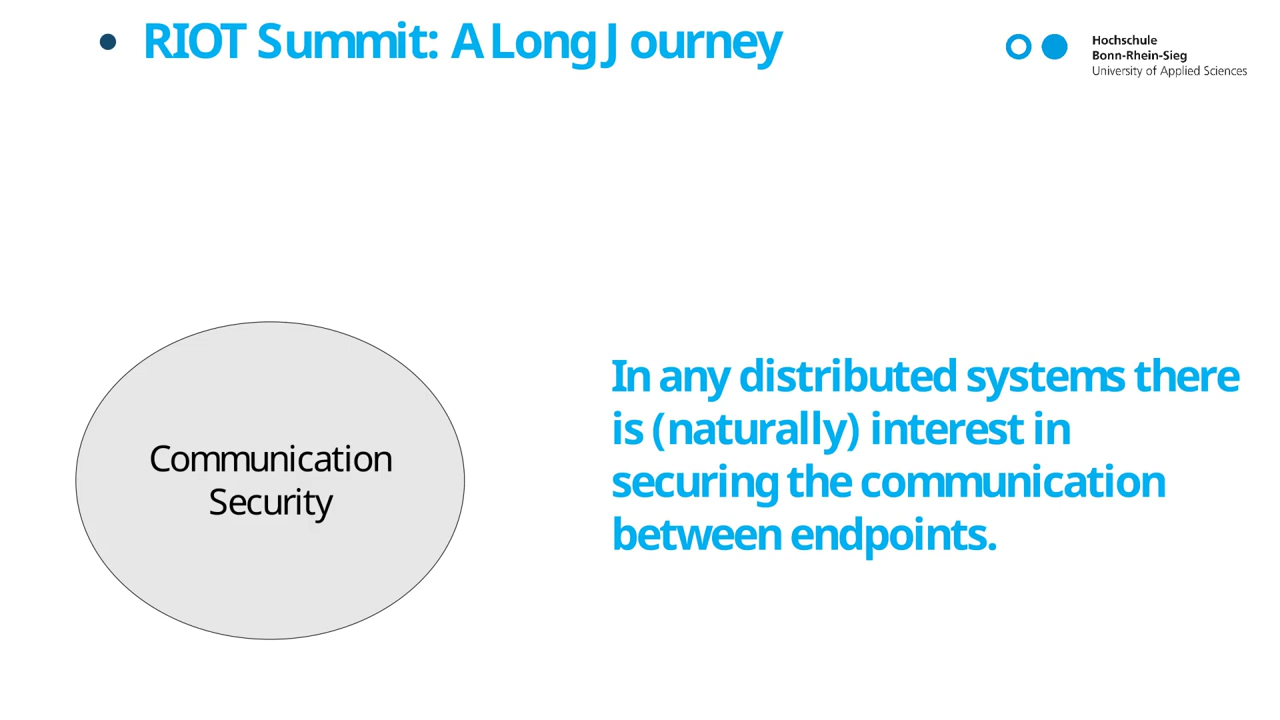 • RIOT Summit: A Long Journey
Hochschule
Bonn-Rhein-Sieg
University of Applied Sciences
Communication
Security
In any distributed systems there
is (naturally) interest in
securing the communication
between endpoints.